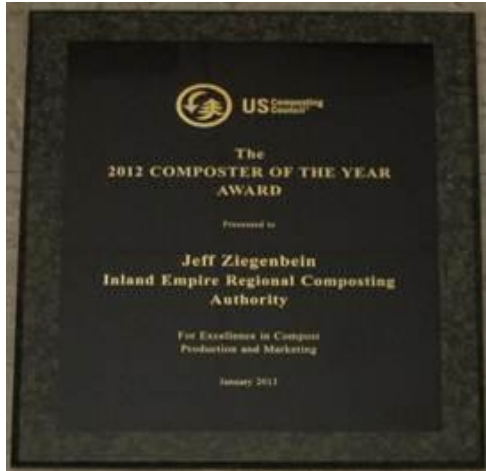 US Composting
Council
The
2012 COMPOSTER OF THE YEAR
AWARD
Presented to
Jeff Ziegenbein
Inland Empire Regional Composting
Authority
For Excellence in Compost
Production and Marketing
January 2013